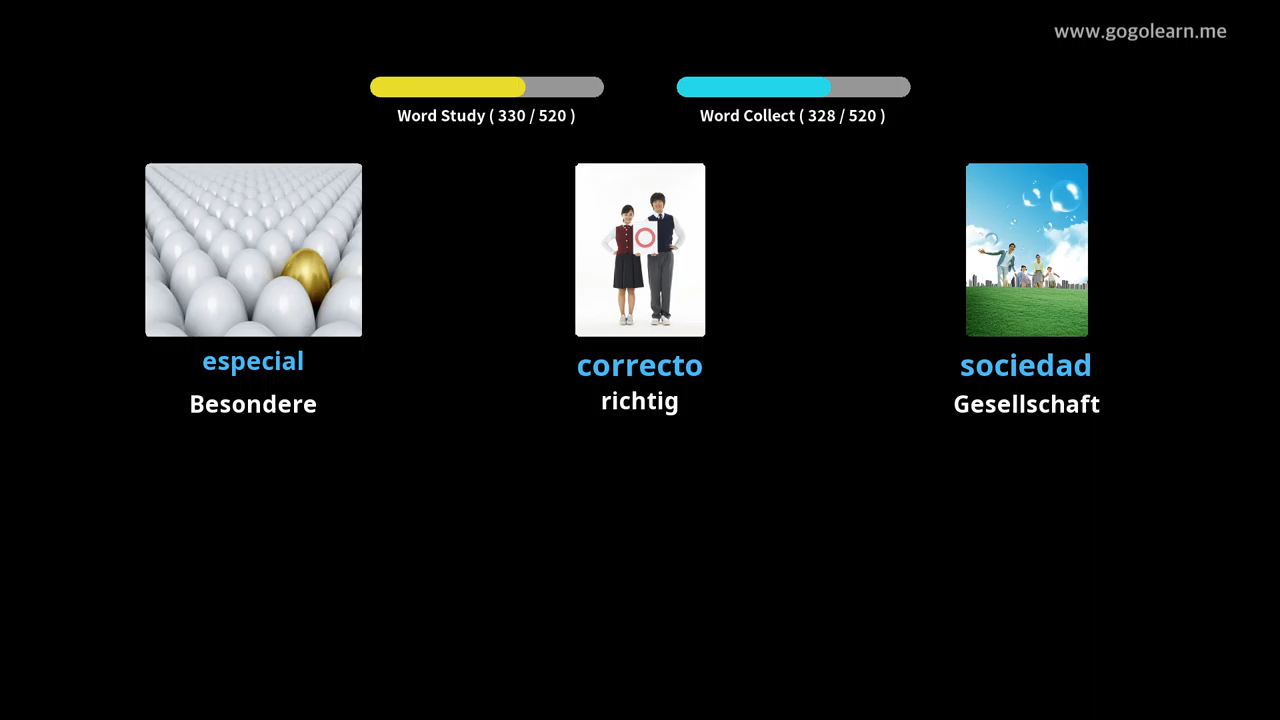 www.gogolearn.me
Word Study ( 330 / 520 )
Word Collect ( 328 / 520 )
especial
Besondere
correcto
richtig
sociedad
Gesellschaft